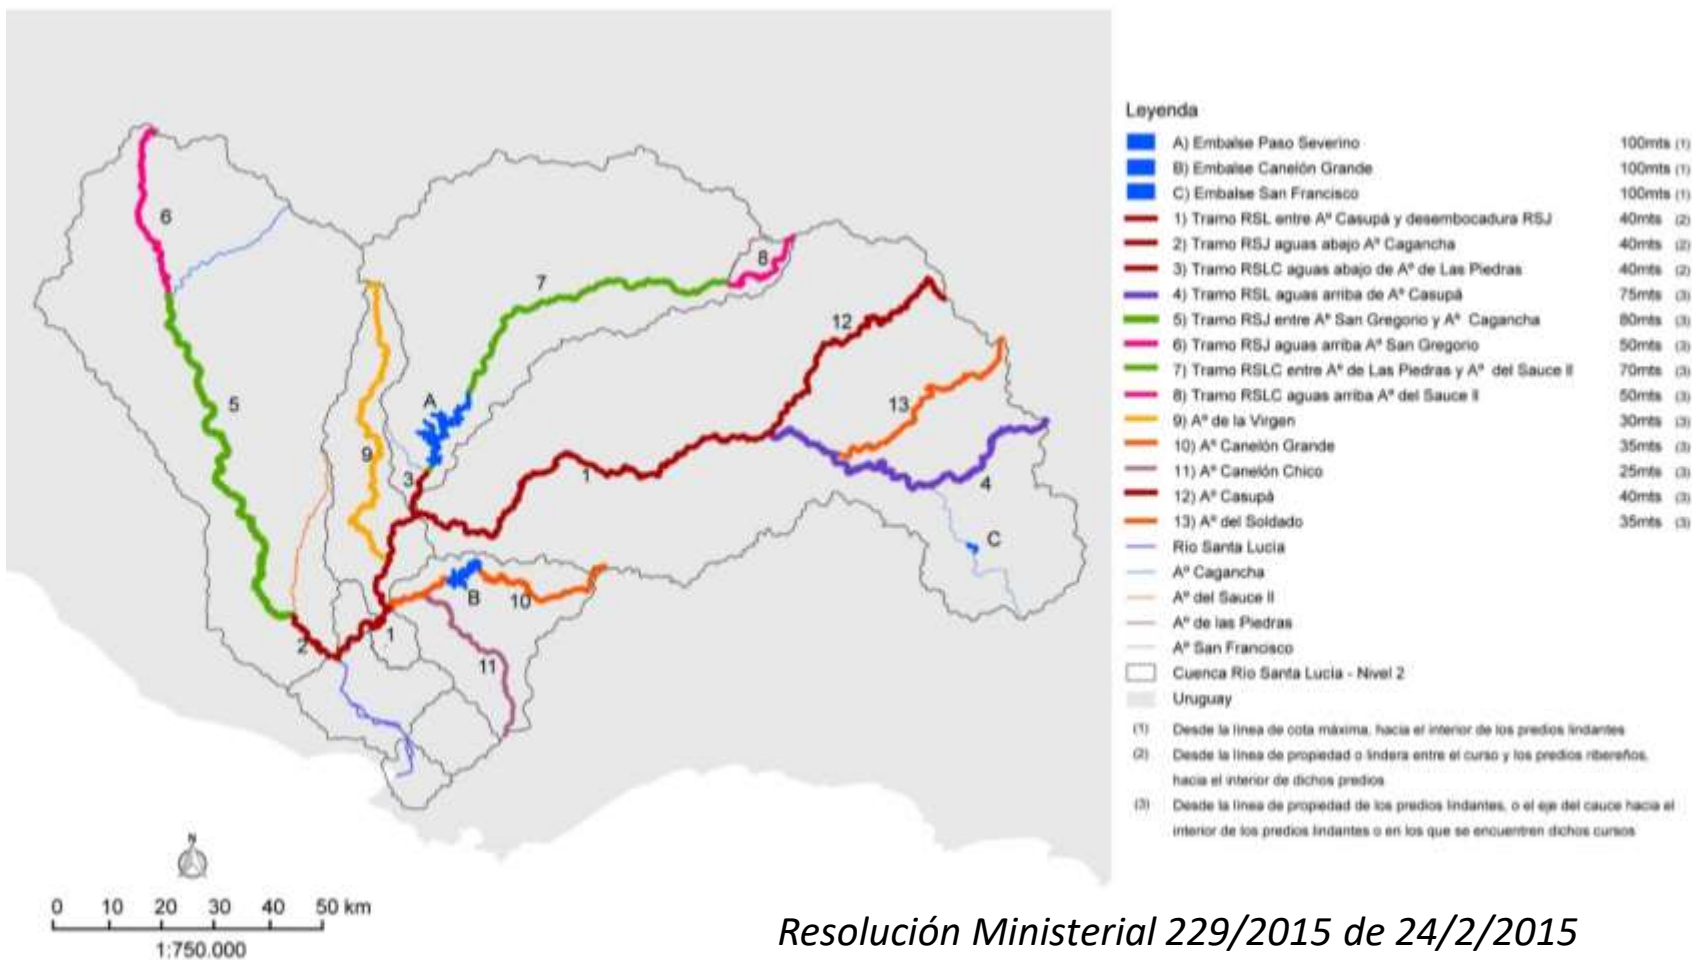 Leyenda
A) Embalse Paso Severino 100mts (1)
B) Embalse Canelón Grande 100mts (1)
C) Embalse San Francisco 100mts (1)
1) Tramo RSL entre Aº Casupá y desembocadura RSJ 40mts (2)
2) Tramo RSJ aguas abajo Aº Cagancha 40mts (2)
3) Tramo RSLC aguas abajo de Aº de Las Piedras 40mts (2)
4) Tramo RSL aguas arriba de Aº Casupá 75mts (3)
5) Tramo RSJ entre Aº San Gregorio y Aº Cagancha 80mts (3)
6) Tramo RSJ aguas arriba Aº San Gregorio 50mts (3)
7) Tramo RSLC entre Aº de Las Piedras y Aº del Sauce II 70mts (3)
8) Tramo RSLC aguas arriba Aº del Sauce II 50mts (3)
9) Aº de la Virgen 30mts (3)
10) Aº Canelón Grande 35mts (3)
11) Aº Canelón Chico 25mts (3)
12) Aº Casupá 40mts (3)
13) Aº del Soldado 35mts (3)
Río Santa Lucía
Aº Cagancha
Aº del Sauce II
Aº de las Piedras
Aº San Francisco
Cuenca Río Santa Lucía - Nivel 2
Uruguay
(1) Desde la línea de cota máxima, hacia el interior de los predios lindantes
(2) Desde la línea de propiedad o lindera entre el curso y los predios ribereños,
hacia el interior de dichos predios
(3) Desde la línea de propiedad de los predios lindantes, o el eje del cauce hacia el
interior de los predios lindantes o en los que se encuentren dichos cursos
6
8
7
12
A
5
13
9
3
1
4
C
B
10
1
2
11
N
0 10 20 30 40 50 km
1:750.000
Resolución Ministerial 229/2015 de 24/2/2015